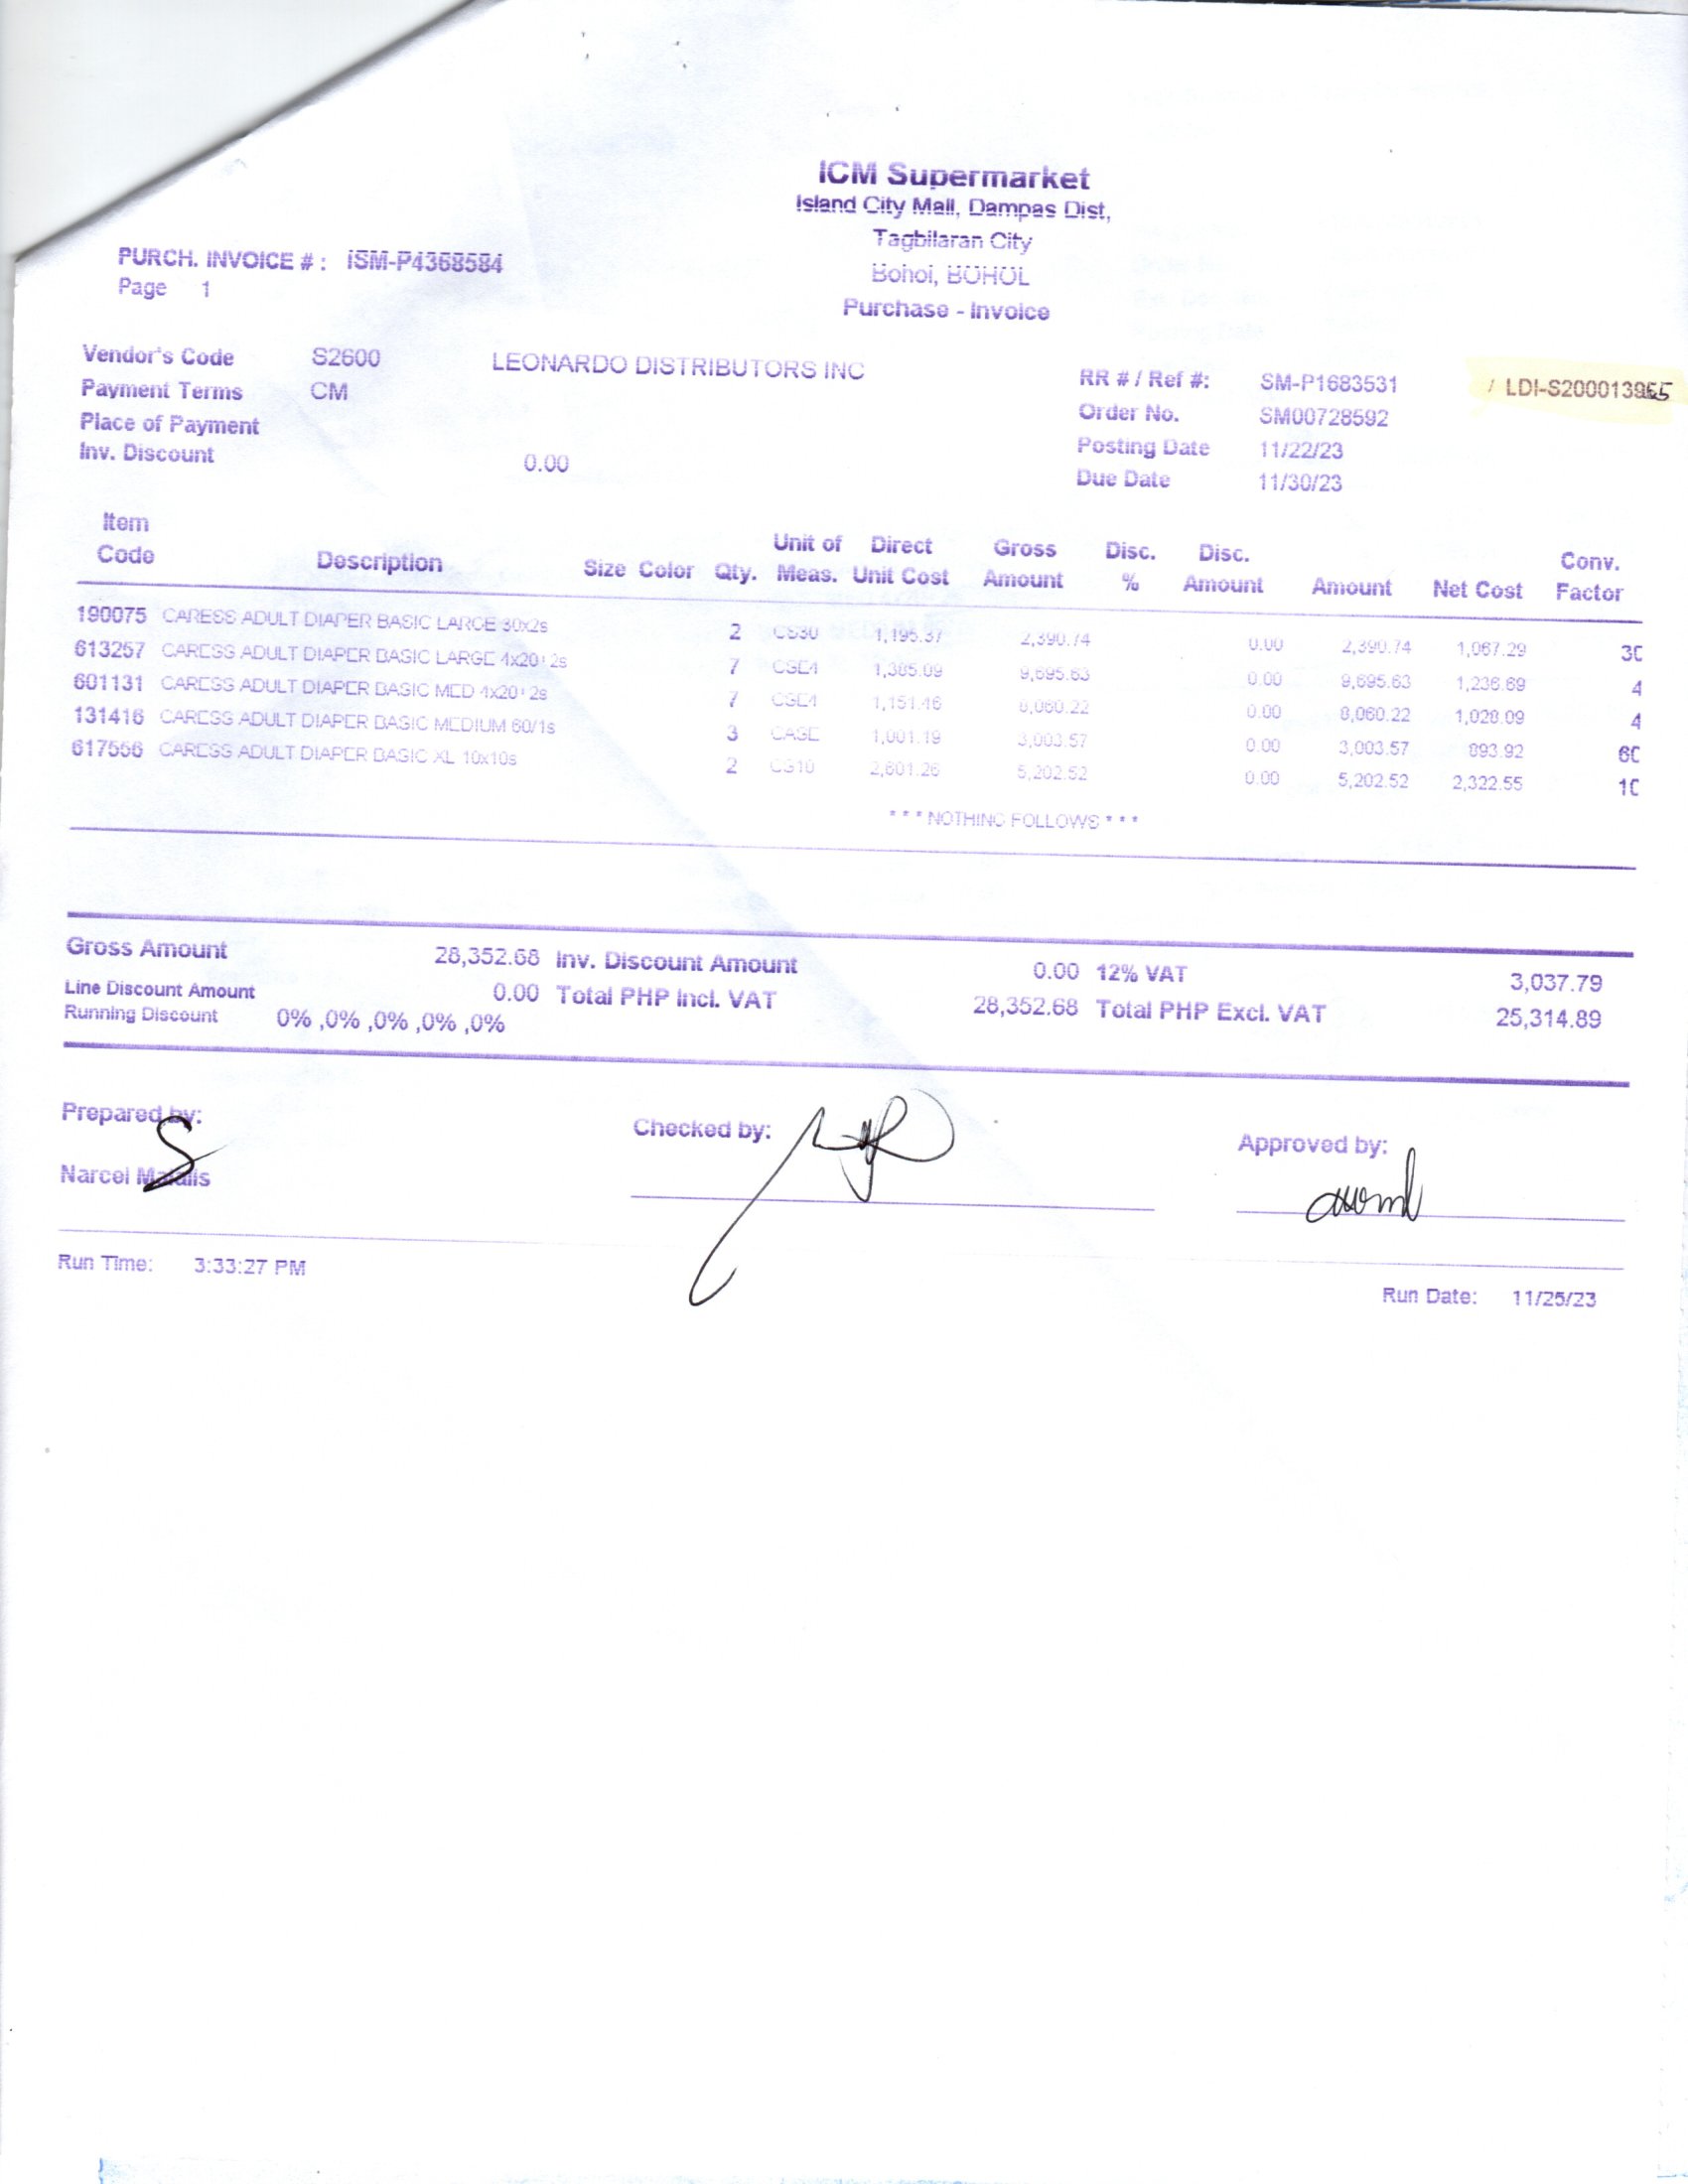 ICM Supermarket
Island City Mall, Dampas Dist,
Tagbilaran City
Bohol, BOHOL
Purchase - Invoice
PURCH. INVOICE # : ISM-P4368584
Page 1
Vendor's Code S2600 LEONARDO DISTRIBUTORS INC
Payment Terms CM
Place of Payment
Inv. Discount 0.00
RR # / Ref #: SM-P1683531 / LDI-S200013965
Order No. SM00728592
Posting Date 11/22/23
Due Date 11/30/23
Item Code Description Size Color Qty. Unit of Meas. Direct Unit Cost Gross Amount Disc. % Disc. Amount Amount Net Cost Conv. Factor
190075 CARESS ADULT DIAPER BASIC LARGE 30x2s 2 CS30 1,195.37 2,390.74 0.00 2,390.74 1,067.29 30
613257 CARESS ADULT DIAPER BASIC LARGE 4x20+2s 7 CSE4 1,385.09 9,695.63 0.00 9,695.63 1,236.69 4
601131 CARESS ADULT DIAPER BASIC MED 4x20+2s 7 CSE4 1,151.46 8,060.22 0.00 8,060.22 1,028.09 4
131416 CARESS ADULT DIAPER BASIC MEDIUM 60/1s 3 CASE 1,001.19 3,003.57 0.00 3,003.57 893.92 60
617556 CARESS ADULT DIAPER BASIC XL 10x10s 2 CS10 2,601.26 5,202.52 0.00 5,202.52 2,322.55 10
* * * NOTHING FOLLOWS * * *
Gross Amount 28,352.68 Inv. Discount Amount 0.00 12% VAT 3,037.79
Line Discount Amount 0.00 Total PHP Incl. VAT 28,352.68 Total PHP Excl. VAT 25,314.89
Running Discount 0% ,0% ,0% ,0% ,0%
Prepared by: Checked by: Approved by:
Narcel
Run Time: 3:33:27 PM
Run Date: 11/25/23